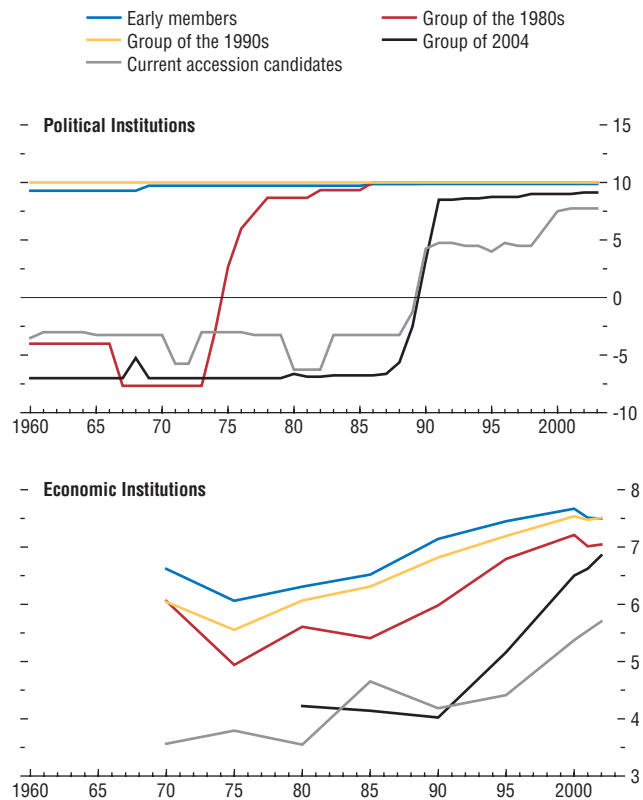 Early members
Group of the 1980s
Group of the 1990s
Group of 2004
Current accession candidates
Political Institutions
15
10
5
0
-5
-10
1960 65 70 75 80 85 90 95 2000
Economic Institutions
8
7
6
5
4
3
1960 65 70 75 80 85 90 95 2000